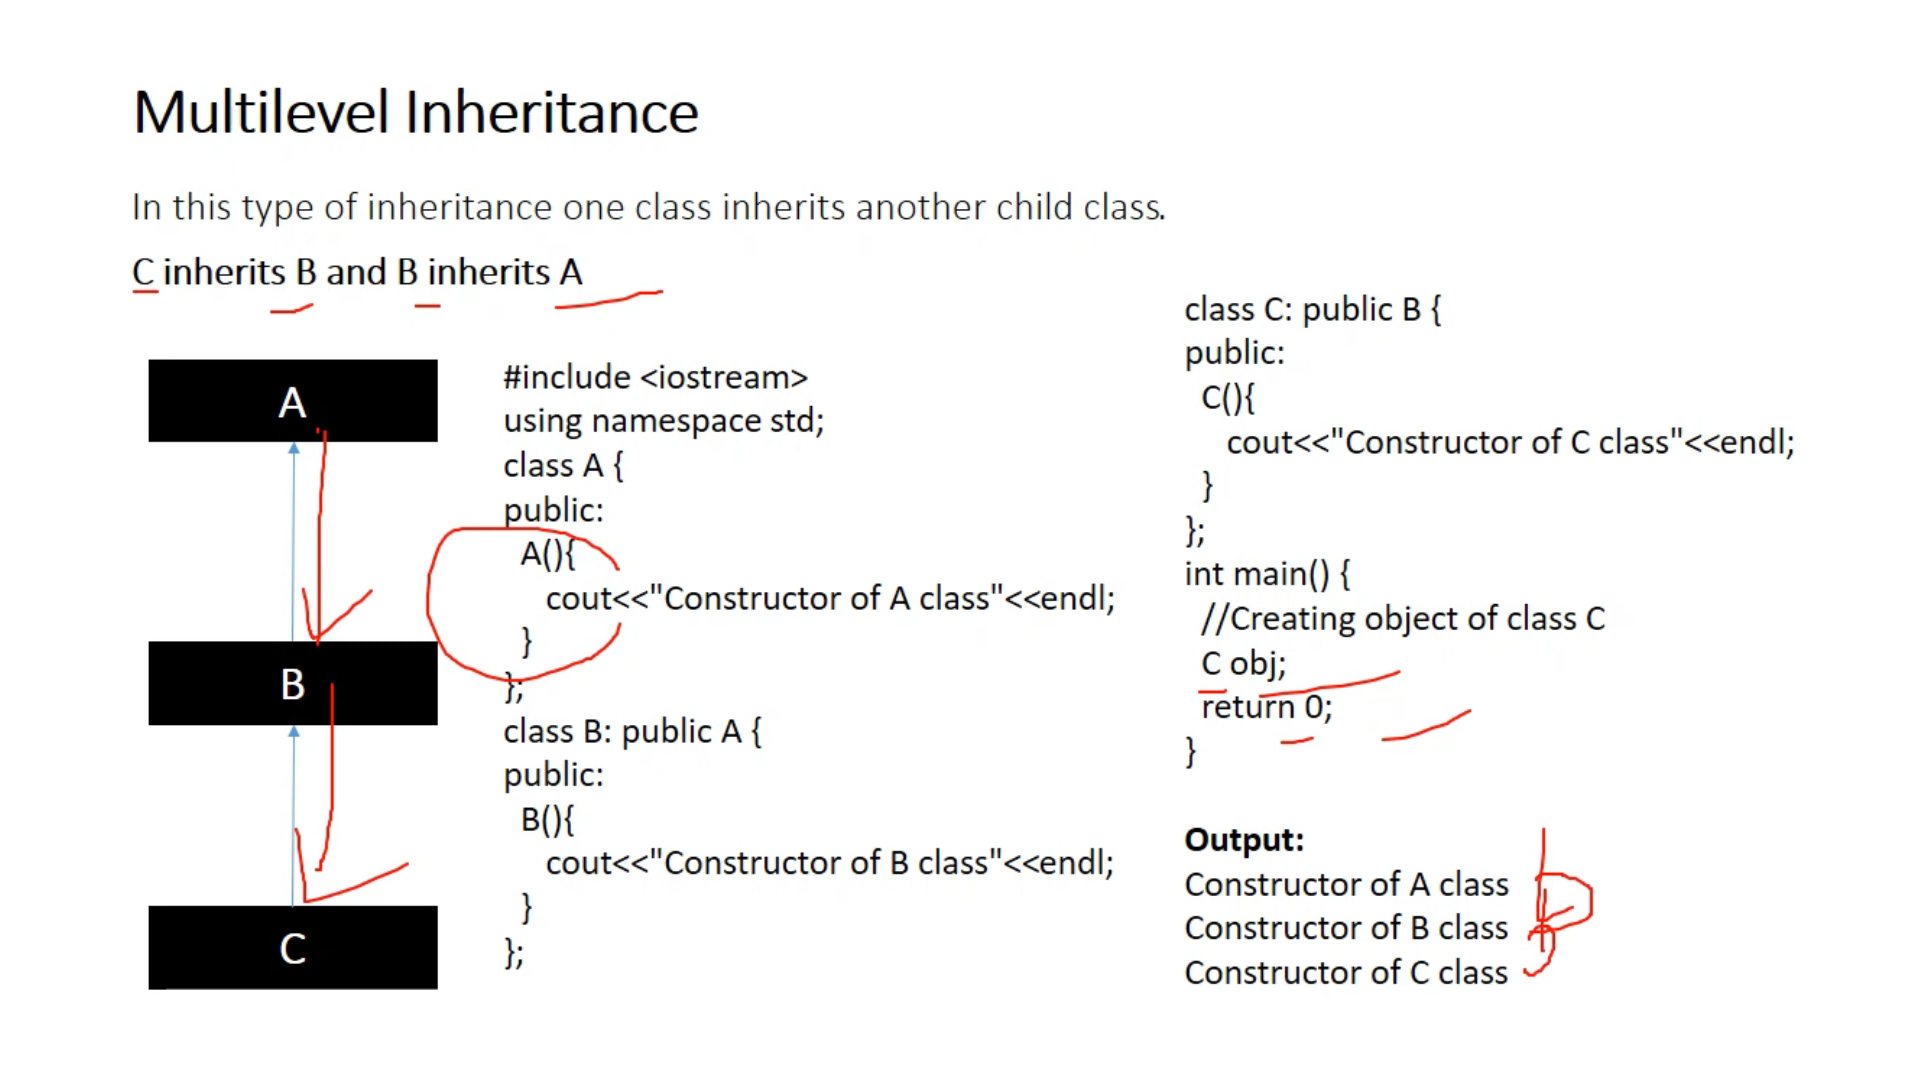 Multilevel Inheritance
In this type of inheritance one class inherits another child class.
C inherits B and B inherits A
A
B
C
#include <iostream>
using namespace std;
class A {
public:
A(){
cout<<"Constructor of A class"<<endl;
}
};
class B: public A {
public:
B(){
cout<<"Constructor of B class"<<endl;
}
};
class C: public B {
public:
C(){
cout<<"Constructor of C class"<<endl;
}
};
int main() {
//Creating object of class C
C obj;
return 0;
}
Output:
Constructor of A class
Constructor of B class
Constructor of C class